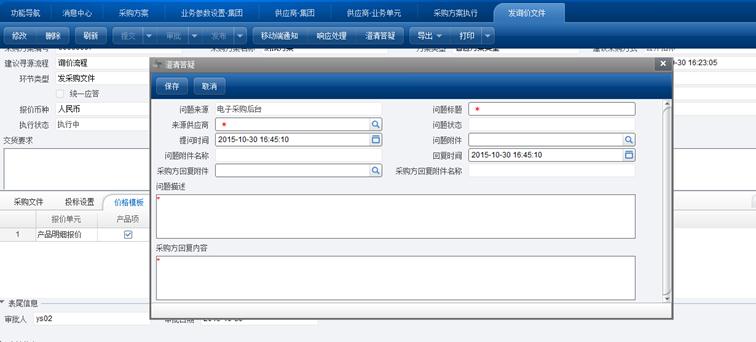 功能导航 消息中心 采购方案 业务参数设置-集团 供应商-集团 供应商-业务单元 采购方案执行 发询价文件
修改 删除 刷新 提交 审批 发布 移动端通知 响应处理 澄清答疑 导出 打印
建议寻源流程 询价流程
环节类型 发采购文件
统一应答
报价币种 人民币
执行状态 执行中
交货要求
采购文件 投标设置 价格模板
报价单元 产品项
1 产品明细报价
表尾信息
审批人 ys02
澄清答疑
保存 取消
问题来源 电子采购后台 问题标题 *
来源供应商 * 问题状态
提问时间 2015-10-30 16:45:10 问题附件
问题附件名称 回复时间 2015-10-30 16:45:10
采购方回复附件 采购方回复附件名称
问题描述
*
采购方回复内容
*